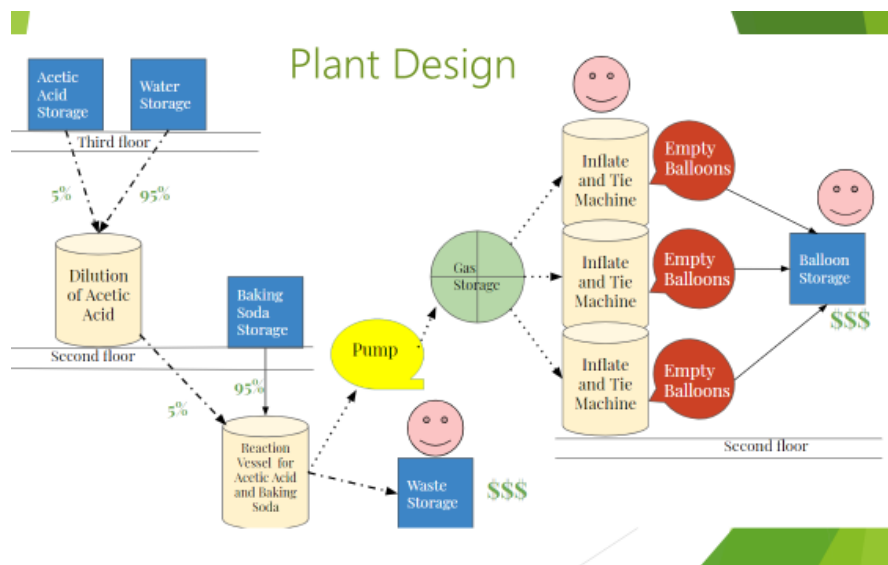 Plant Design
Acetic
Acid
Storage
Water
Storage
Third floor
5%
95%
Dilution
of Acetic
Acid
Baking
Soda
Storage
Second floor
5%
95%
Reaction
Vessel for
Acetic Acid
and Baking
Soda
Pump
Waste
Storage
$$$
Gas
Storage
Inflate
and Tie
Machine
Empty
Balloons
Inflate
and Tie
Machine
Empty
Balloons
Inflate
and Tie
Machine
Empty
Balloons
Balloon
Storage
$$$
Second floor